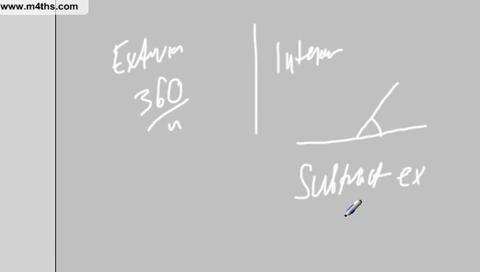 www.m4ths.com
Exterior
360
n
Interior
Subtract ex